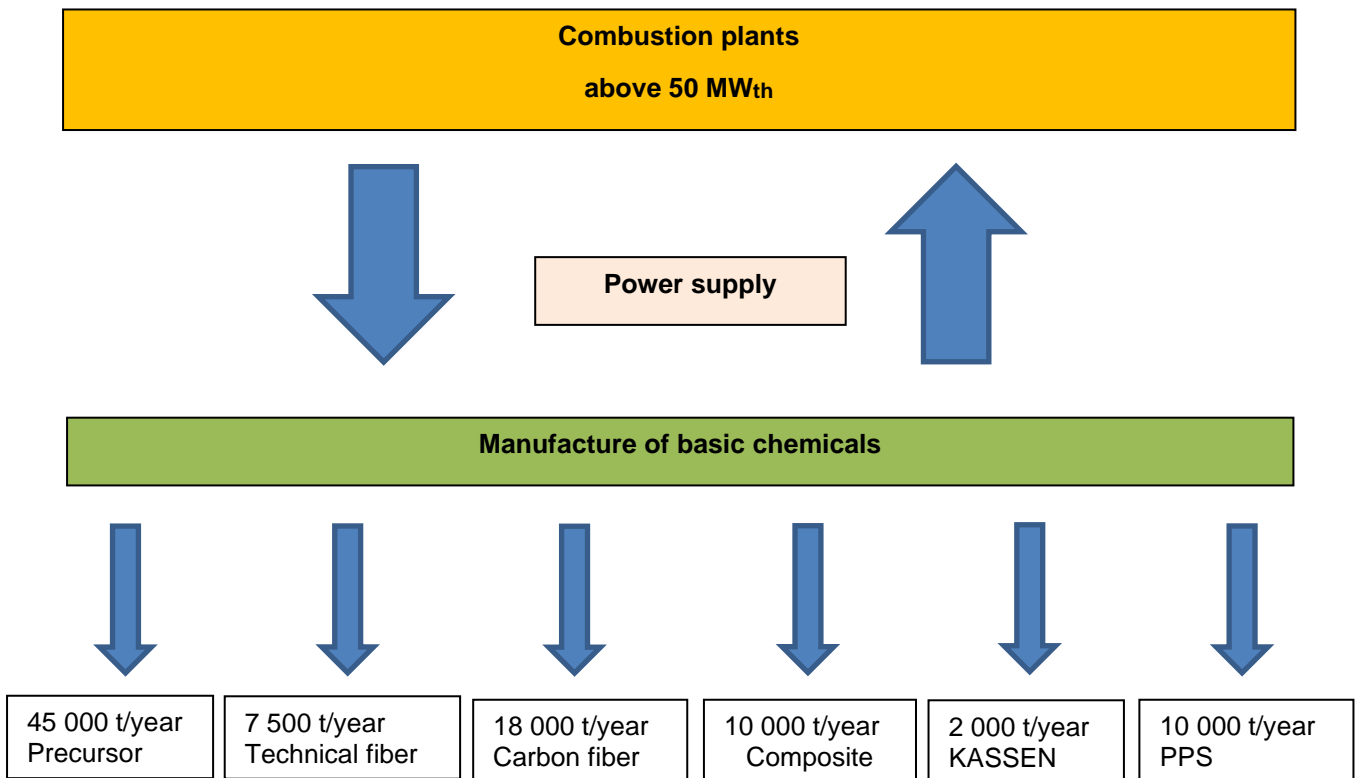 Combustion plants
above 50 MWth
Power supply
Manufacture of basic chemicals
45 000 t/year
Precursor
7 500 t/year
Technical fiber
18 000 t/year
Carbon fiber
10 000 t/year
Composite
2 000 t/year
KASSEN
10 000 t/year
PPS